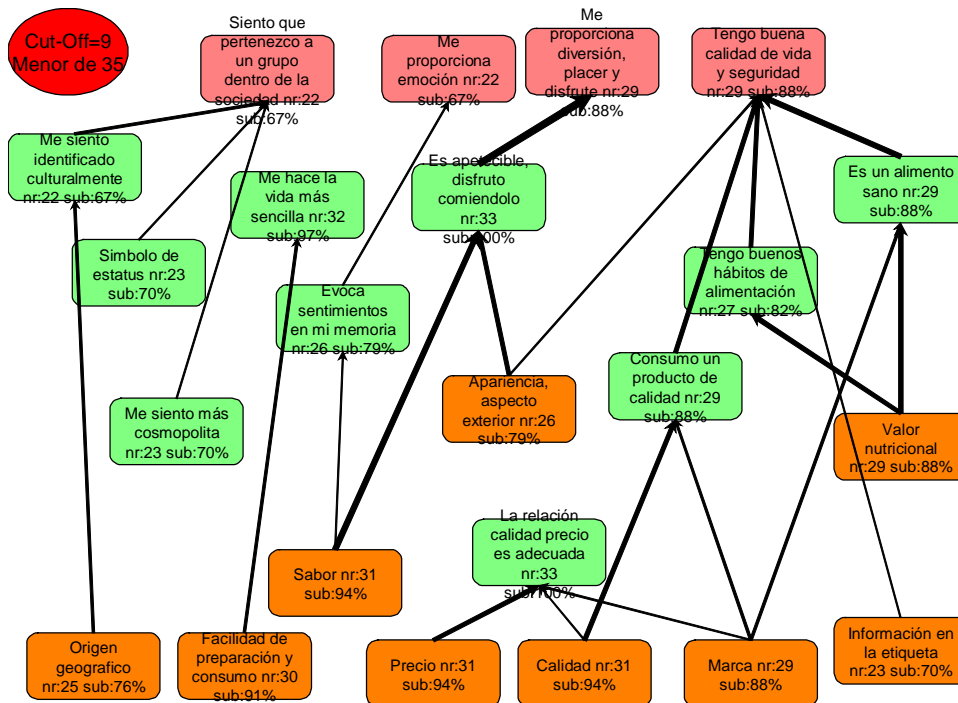 Cut-Off=9
Menor de 35
Siento que
pertenezco a
un grupo
dentro de la
sociedad nr:22
sub:67%
Me
proporciona
emoción nr:22
sub:67%
Me
proporciona
diversión,
placer y
disfrute nr:29
sub:88%
Tengo buena
calidad de vida
y seguridad
nr:29 sub:88%
Me siento
identificado
culturalmente
nr:22 sub:67%
Me hace la
vida más
sencilla nr:32
sub:97%
Es apetecible,
disfruto
comiendolo
nr:33
sub:100%
Es un alimento
sano nr:29
sub:88%
Simbolo de
estatus nr:23
sub:70%
Evoca
sentimientos
en mi memoria
nr:26 sub:79%
Tengo buenos
hábitos de
alimentación
nr:27 sub:82%
Me siento más
cosmopolita
nr:23 sub:70%
Apariencia,
aspecto
exterior nr:26
sub:79%
Consumo un
producto de
calidad nr:29
sub:88%
Valor
nutricional
nr:29 sub:88%
Sabor nr:31
sub:94%
La relación
calidad precio
es adecuada
nr:33
sub:100%
Origen
geografico
nr:25 sub:76%
Facilidad de
preparación y
consumo nr:30
sub:91%
Precio nr:31
sub:94%
Calidad nr:31
sub:94%
Marca nr:29
sub:88%
Información en
la etiqueta
nr:23 sub:70%